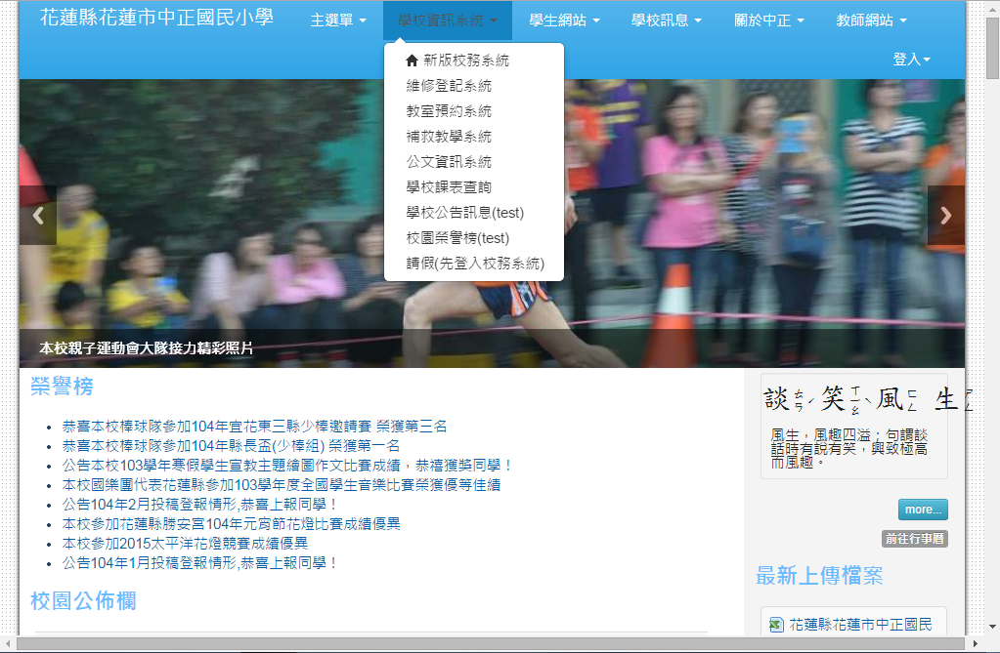 花蓮縣花蓮市中正國民小學
主選單
學校資訊系統
學生網站
學校訊息
關於中正
教師網站
登入
新版校務系統
維修登記系統
教室預約系統
補救教學系統
公文資訊系統
學校課表查詢
學校公告訊息(test)
校園榮譽榜(test)
請假(先登入校務系統)
本校親子運動會大隊接力精彩照片
榮譽榜
恭喜本校棒球隊參加104年宜花東三縣少棒邀請賽 榮獲第三名
恭喜本校棒球隊參加104年縣長盃(少棒組) 榮獲第一名
公告本校103學年寒假學生宣教主題繪圖作文比賽成績，恭禧獲獎同學！
本校國樂團代表花蓮縣參加103學年度全國學生音樂比賽榮獲優等佳績
公告104年2月投稿登報情形,恭喜上報同學！
本校參加花蓮縣勝安宮104年元宵節花燈比賽成績優異
本校參加2015太平洋花燈競賽成績優異
公告104年1月投稿登報情形,恭喜上報同學！
校園公佈欄
談ㄊㄢˊ笑ㄒㄧㄠˋ風ㄈㄥ 生ㄕㄥ
風生，風趣四溢；句謂談
話時有說有笑，興致極高
而風趣。
more...
前往行事曆
最新上傳檔案
花蓮縣花蓮市中正國民